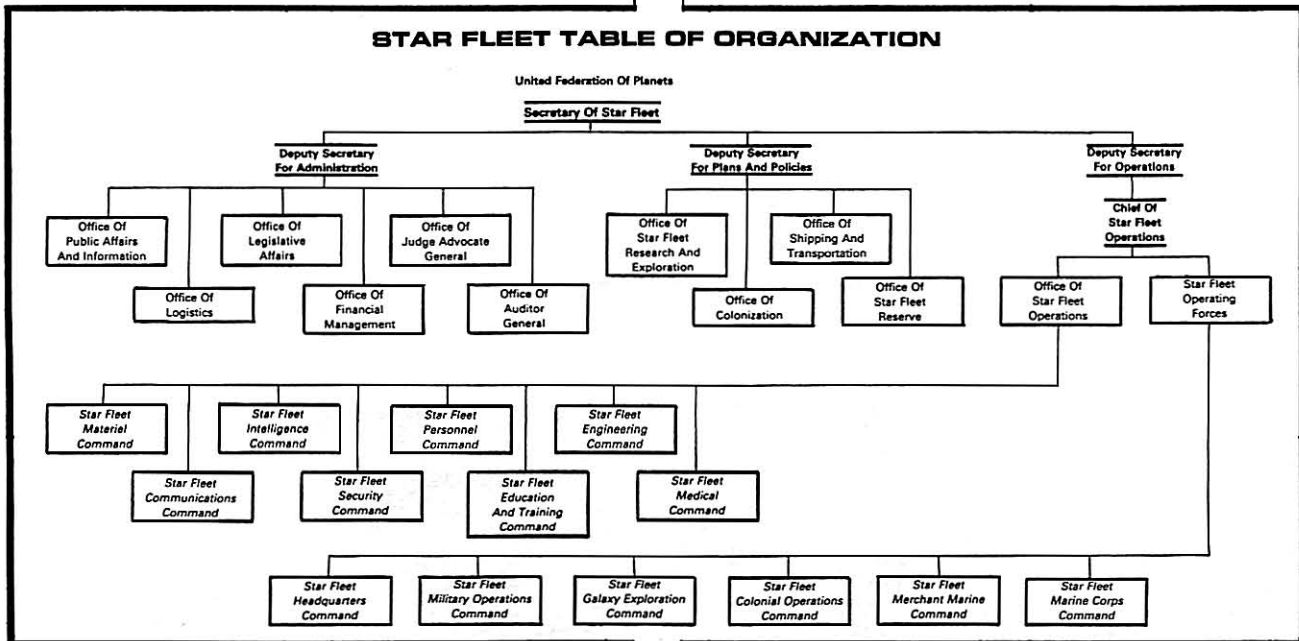 STAR FLEET TABLE OF ORGANIZATION
United Federation Of Planets
Secretary Of Star Fleet
Deputy Secretary
For Administration
Deputy Secretary
For Plans And Policies
Deputy Secretary
For Operations
Chief Of
Star Fleet
Operations
Office Of
Public Affairs
And Information
Office Of
Logistics
Office Of
Legislative
Affairs
Office Of
Financial
Management
Office Of
Judge Advocate
General
Office Of
Auditor
General
Office Of
Star Fleet
Research And
Exploration
Office Of
Colonization
Office Of
Shipping And
Transportation
Office Of
Star Fleet
Reserve
Office Of
Star Fleet
Operations
Star Fleet
Operating
Forces
Star Fleet
Materiel
Command
Star Fleet
Communications
Command
Star Fleet
Intelligence
Command
Star Fleet
Security
Command
Star Fleet
Personnel
Command
Star Fleet
Education
And Training
Command
Star Fleet
Engineering
Command
Star Fleet
Medical
Command
Star Fleet
Headquarters
Command
Star Fleet
Military Operations
Command
Star Fleet
Galaxy Exploration
Command
Star Fleet
Colonial Operations
Command
Star Fleet
Merchant Marine
Command
Star Fleet
Marine Corps
Command